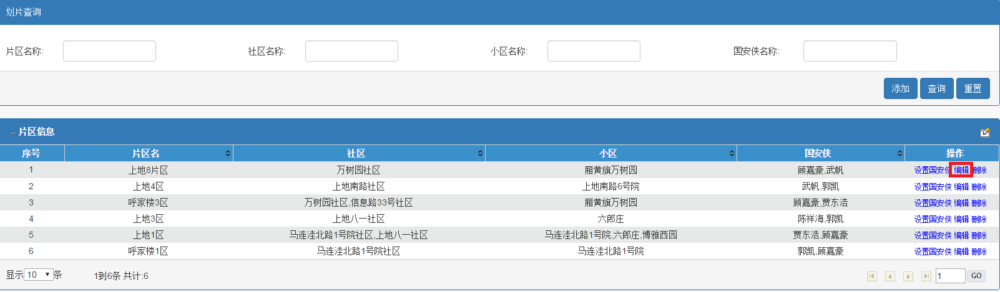 划片查询
片区名称: 社区名称: 小区名称: 国安侠名称:
添加 查询 重置
片区信息
序号 片区名 社区 小区 国安侠 操作
1 上地8片区 万树园社区 厢黄旗万树园 顾嘉豪,武帆 设置国安侠 编辑 删除
2 上地4区 上地南路社区 上地南路6号院 武帆,郭凯 设置国安侠 编辑 删除
3 呼家楼3区 万树园社区,信息路33号社区 厢黄旗万树园 顾嘉豪,贾东浩 设置国安侠 编辑 删除
4 上地3区 上地八一社区 六郎庄 陈祥海,郭凯 设置国安侠 编辑 删除
5 上地1区 马连洼北路1号院社区,上地八一社区 马连洼北路1号院,六郎庄,博雅西园 贾东浩,顾嘉豪 设置国安侠 编辑 删除
6 呼家楼1区 马连洼北路1号院社区 马连洼北路1号院 郭凯,顾嘉豪 设置国安侠 编辑 删除
显示 10 条 1到6条 共计:6 1 GO